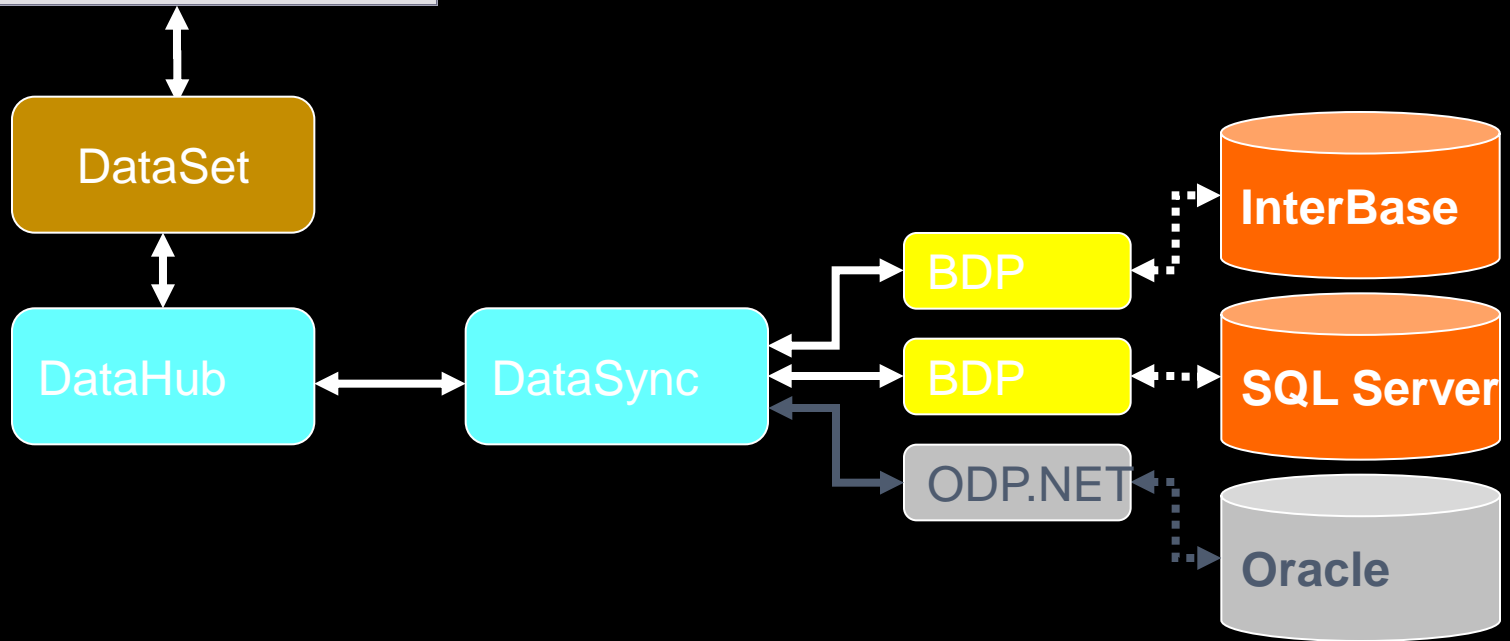 DataSet
InterBase
BDP
DataHub
DataSync
BDP
SQL Server
ODP.NET
Oracle